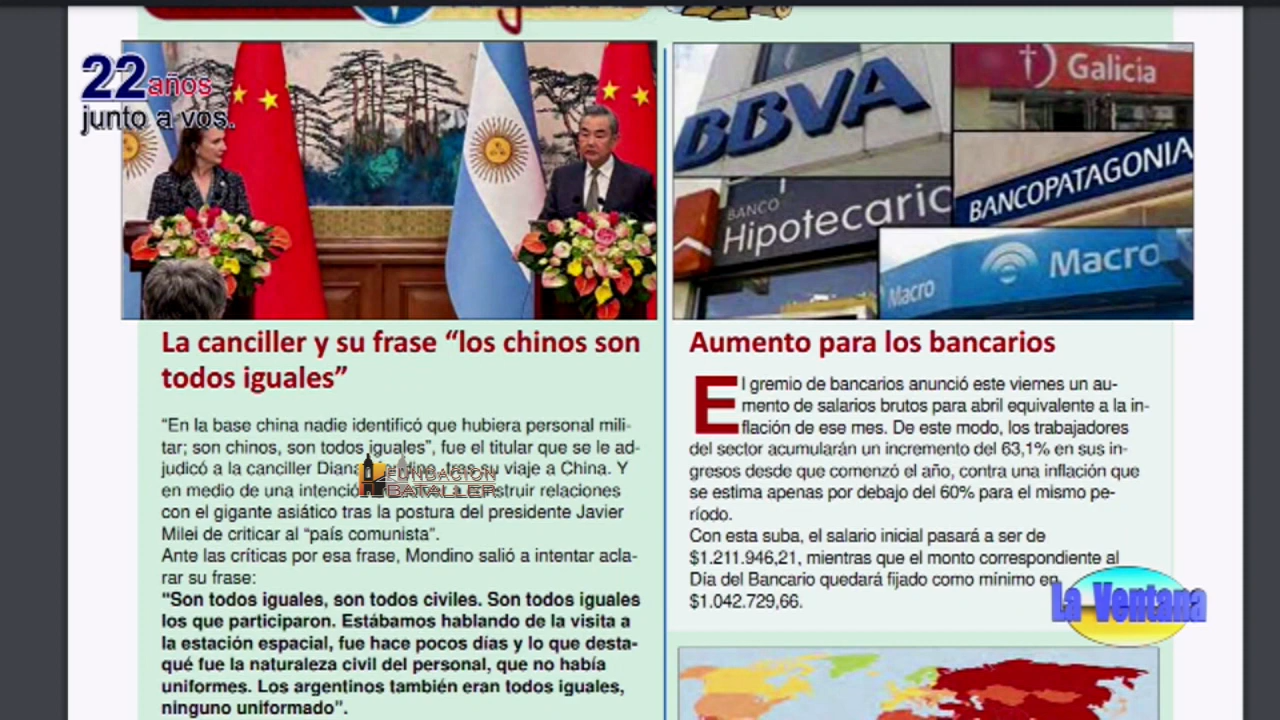 22 años
junto a vos.
BBVA
Galicia
BANCO
Hipotecario
BANCOPATAGONIA
Macro
Macro
La canciller y su frase “los chinos son
todos iguales”
“En la base china nadie identificó que hubiera personal mili-
tar; son chinos, son todos iguales”, fue el titular que se le ad-
judicó a la canciller Diana tras su viaje a China. Y
en medio de una intención struir relaciones
con el gigante asiático tras la postura del presidente Javier
Milei de criticar al “país comunista”.
Ante las críticas por esa frase, Mondino salió a intentar acla-
rar su frase:
“Son todos iguales, son todos civiles. Son todos iguales
los que participaron. Estábamos hablando de la visita a
la estación espacial, fue hace pocos días y lo que desta-
qué fue la naturaleza civil del personal, que no había
uniformes. Los argentinos también eran todos iguales,
ninguno uniformado”.
FUNDACION
BATALLER
Aumento para los bancarios
El gremio de bancarios anunció este viernes un au-
mento de salarios brutos para abril equivalente a la in-
flación de ese mes. De este modo, los trabajadores
del sector acumularán un incremento del 63,1% en sus in-
gresos desde que comenzó el año, contra una inflación que
se estima apenas por debajo del 60% para el mismo pe-
ríodo.
Con esta suba, el salario inicial pasará a ser de
$1.211.946,21, mientras que el monto correspondiente al
Día del Bancario quedará fijado como mínimo en
$1.042.729,66.
La Ventana